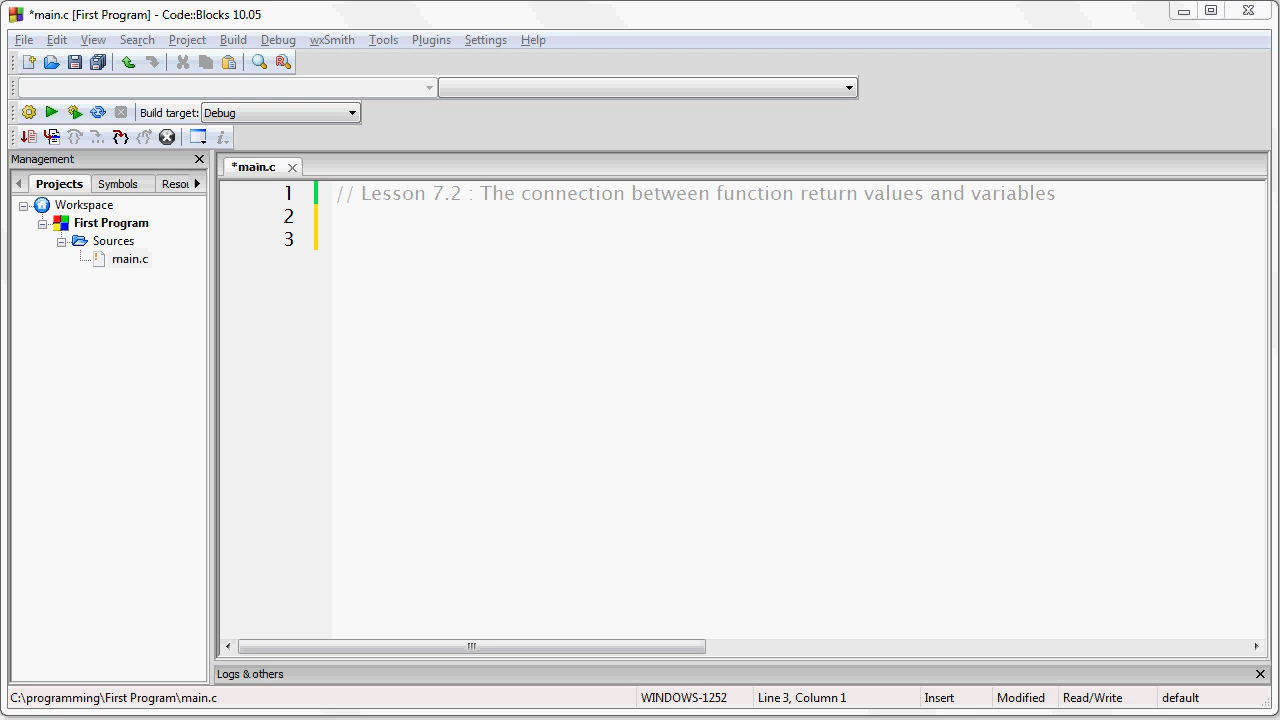 *main.c [First Program] - Code::Blocks 10.05
File Edit View Search Project Build Debug wxSmith Tools Plugins Settings Help
Build target: Debug
Management
*main.c
Projects Symbols Resou
1 // Lesson 7.2 : The connection between function return values and variables
2
3
Workspace
First Program
Sources
main.c
Logs & others
C:\programming\First Program\main.c WINDOWS-1252 Line 3, Column 1 Insert Modified Read/Write default